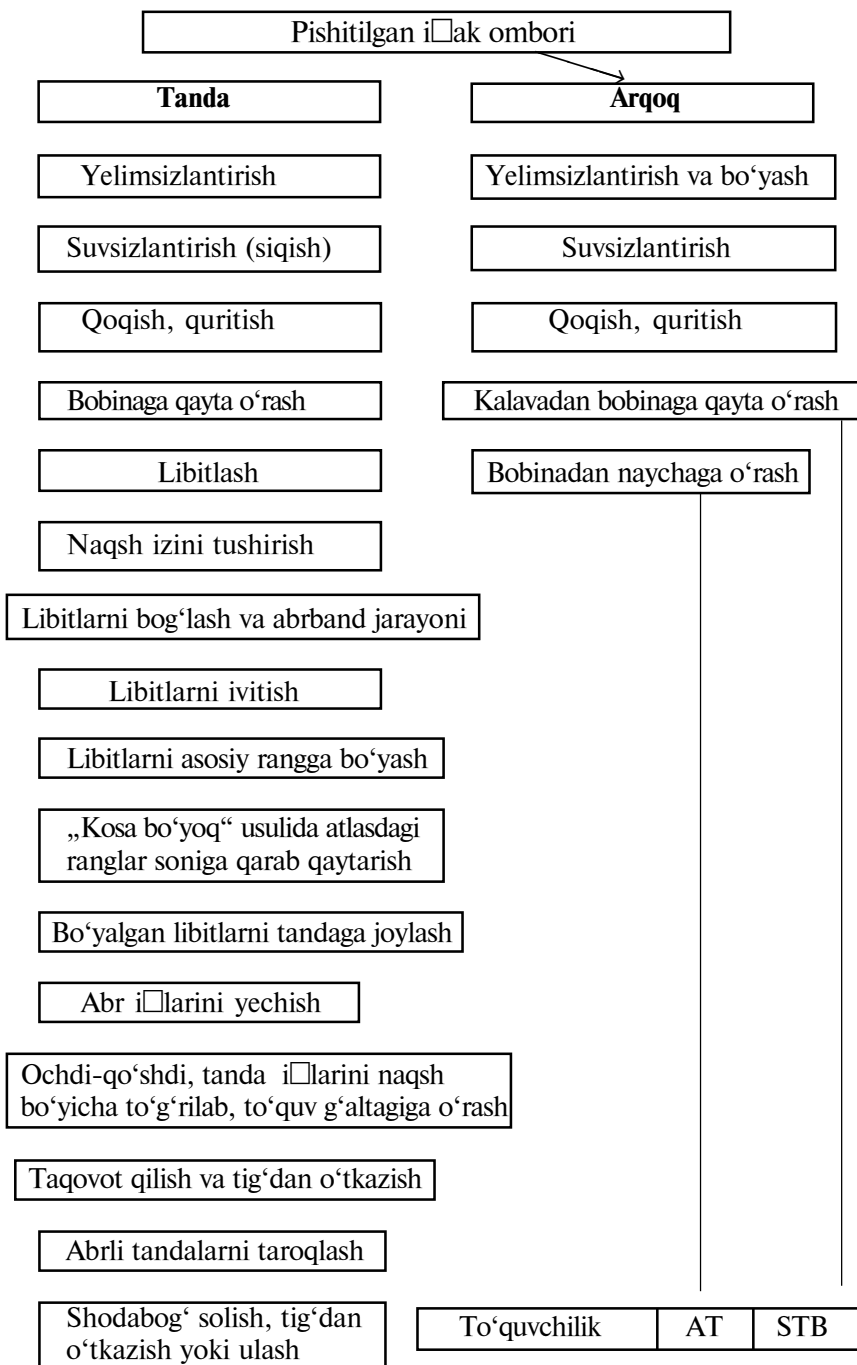 Pishitilgan i□ak ombori
Tanda
Arqoq
Yelimsizlantirish
Yelimsizlantirish va bo‘yash
Suvsizlantirish (siqish)
Suvsizlantirish
Qoqish, quritish
Qoqish, quritish
Bobinaga qayta o‘rash
Kalavadan bobinaga qayta o‘rash
Libitlash
Bobinadan naychaga o‘rash
Naqsh izini tushirish
Libitlarni bog‘lash va abrband jarayoni
Libitlarni ivitish
Libitlarni asosiy rangga bo‘yash
„Kosa bo‘yoq“ usulida atlasdagi
ranglar soniga qarab qaytarish
Bo‘yalgan libitlarni tandaga joylash
Abr i□larini yechish
Ochdi-qo‘shdi, tanda i□larini naqsh
bo‘yicha to‘g‘rilab, to‘quv g‘altagiga o‘rash
Taqovot qilish va tig‘dan o‘tkazish
Abrli tandalarni taroqlash
Shodabog‘ solish, tig‘dan
o‘tkazish yoki ulash
To‘quvchilik
AT
STB